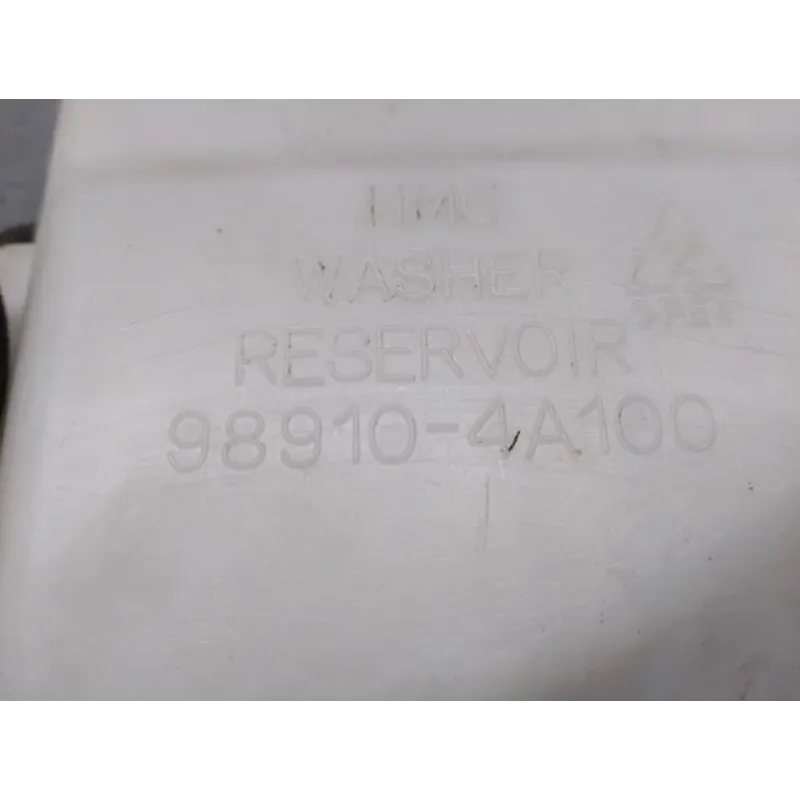 HMC
WASHER
RESERVOIR
98910-4A100